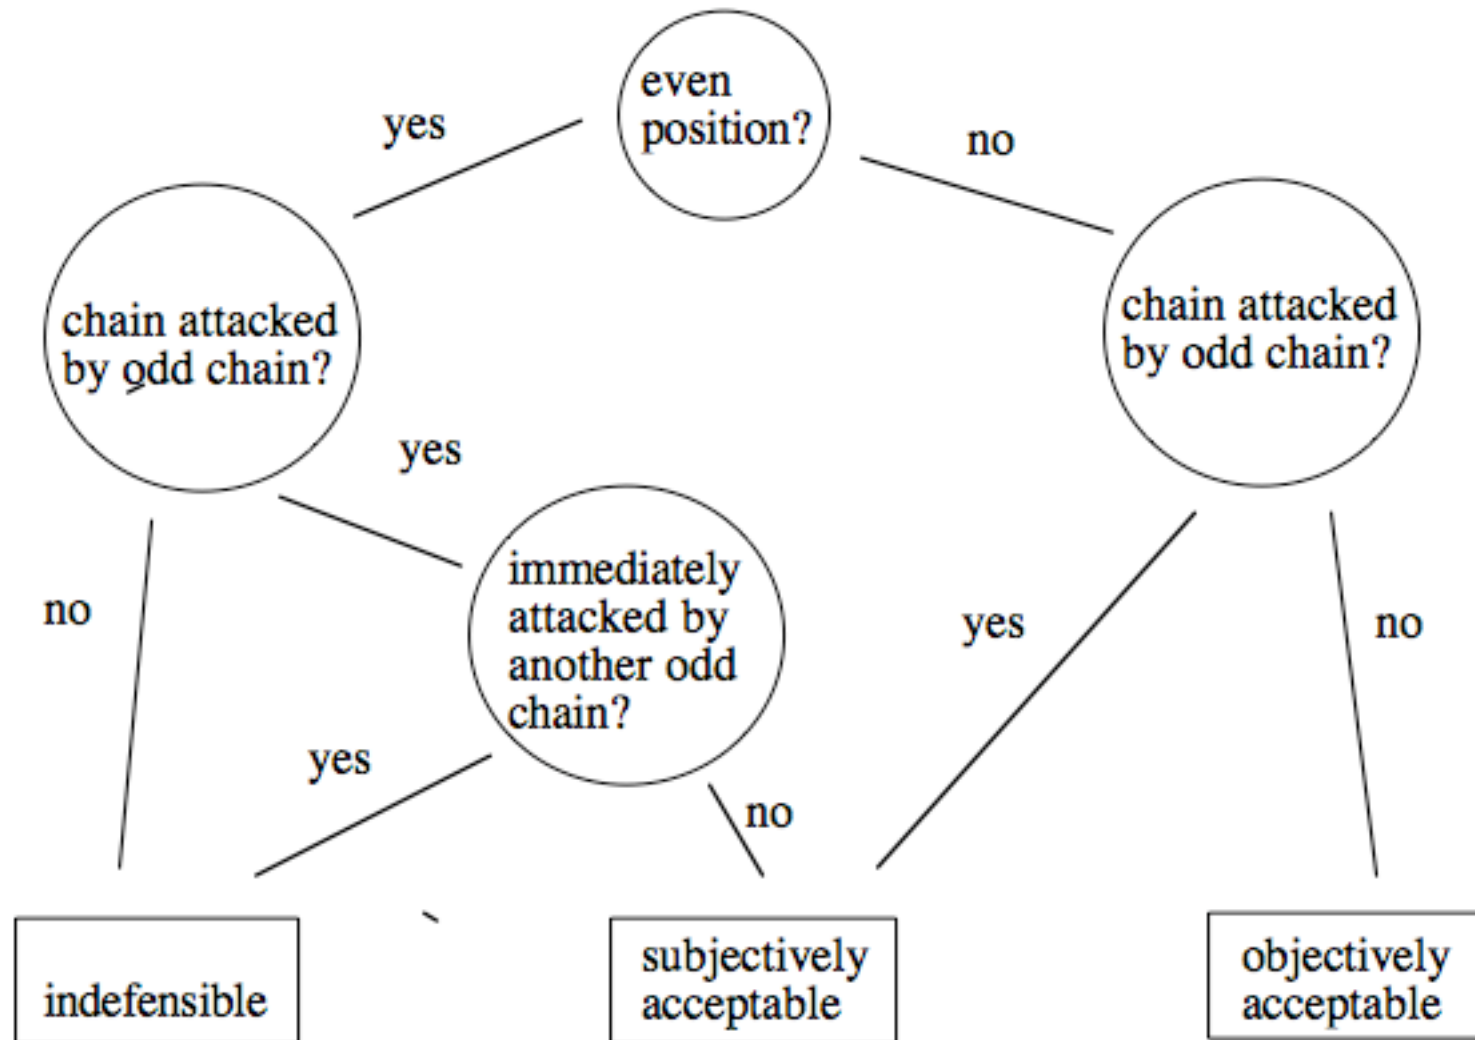 even
position?
yes
no
chain attacked
by odd chain?
chain attacked
by odd chain?
yes
no
immediately
attacked by
another odd
chain?
yes
no
yes
no
indefensible
subjectively
acceptable
objectively
acceptable